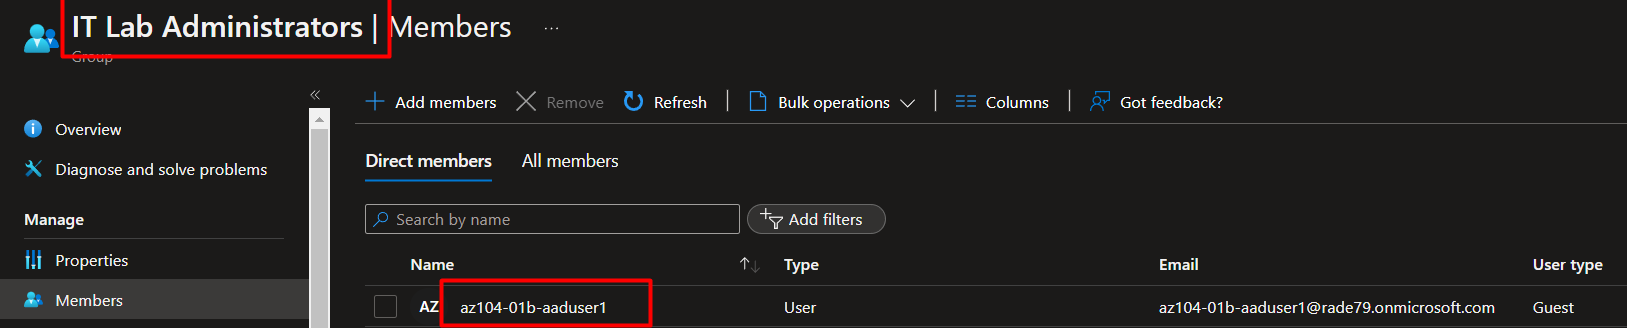 IT Lab Administrators | Members ...
Group
«
Overview
Diagnose and solve problems
Manage
Properties
Members
Add members Remove Refresh | Bulk operations | Columns | Got feedback?
Direct members All members
Search by name Add filters
Name Type Email User type
AZ az104-01b-aaduser1 User az104-01b-aaduser1@rade79.onmicrosoft.com Guest